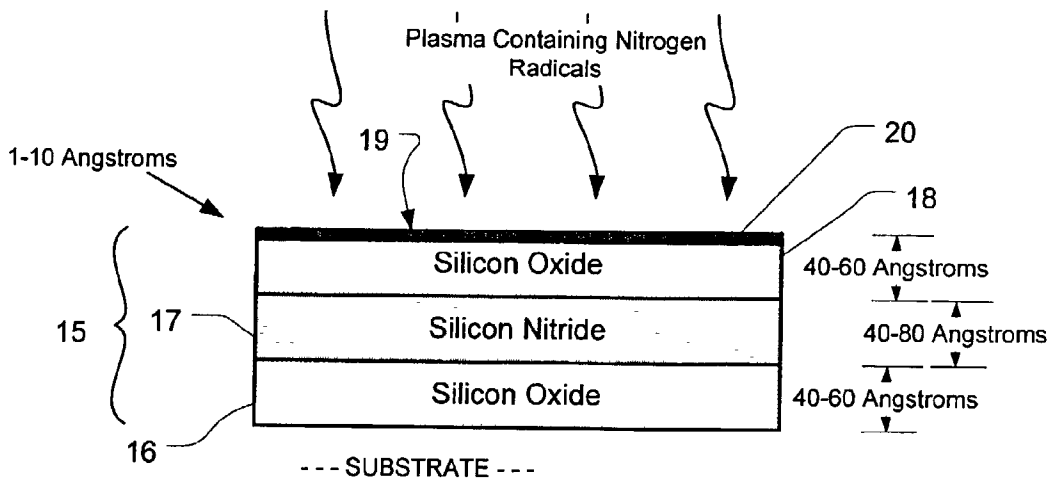 Plasma Containing Nitrogen
Radicals
20
19
1-10 Angstroms
18
Silicon Oxide
40-60 Angstroms
15
17
Silicon Nitride
40-80 Angstroms
Silicon Oxide
40-60 Angstroms
16
--- SUBSTRATE ---